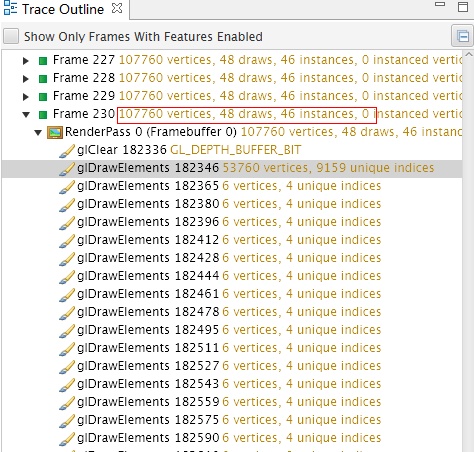 Trace Outline
Show Only Frames With Features Enabled
Frame 227 107760 vertices, 48 draws, 46 instances, 0 instanced vertic
Frame 228 107760 vertices, 48 draws, 46 instances, 0 instanced vertic
Frame 229 107760 vertices, 48 draws, 46 instances, 0 instanced vertic
Frame 230 107760 vertices, 48 draws, 46 instances, 0 instanced vertic
RenderPass 0 (Framebuffer 0) 107760 vertices, 48 draws, 46 instanc
glClear 182336 GL_DEPTH_BUFFER_BIT
glDrawElements 182346 53760 vertices, 9159 unique indices
glDrawElements 182365 6 vertices, 4 unique indices
glDrawElements 182380 6 vertices, 4 unique indices
glDrawElements 182396 6 vertices, 4 unique indices
glDrawElements 182412 6 vertices, 4 unique indices
glDrawElements 182428 6 vertices, 4 unique indices
glDrawElements 182444 6 vertices, 4 unique indices
glDrawElements 182461 6 vertices, 4 unique indices
glDrawElements 182478 6 vertices, 4 unique indices
glDrawElements 182495 6 vertices, 4 unique indices
glDrawElements 182511 6 vertices, 4 unique indices
glDrawElements 182527 6 vertices, 4 unique indices
glDrawElements 182543 6 vertices, 4 unique indices
glDrawElements 182559 6 vertices, 4 unique indices
glDrawElements 182575 6 vertices, 4 unique indices
glDrawElements 182590 6 vertices, 4 unique indices